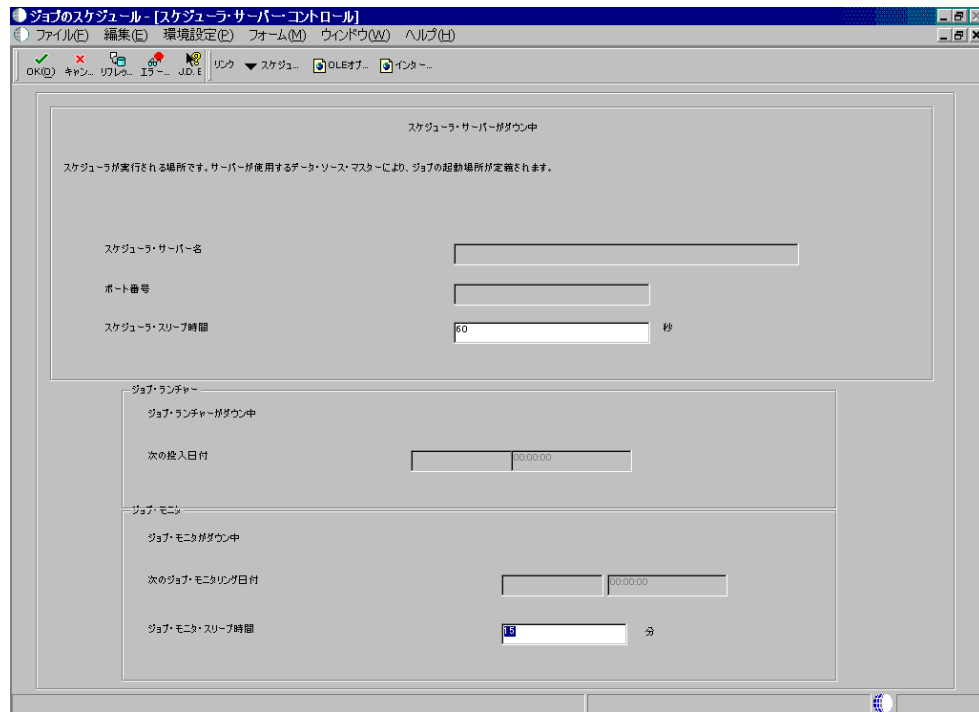 ジョブのスケジュール - [スケジューラ・サーバー・コントロール]
ファイル(F) 編集(E) 環境設定(P) フォーム(M) ウィンドウ(W) ヘルプ(H)
OK(O) キャン... リフレッ... エラー... J.D. E リンク スケジュ... OLEオブ... インター...
スケジューラ・サーバーがダウン中
スケジューラが実行される場所です。サーバーが使用するデータ・ソース・マスターにより、ジョブの起動場所が定義されます。
スケジューラ・サーバー名
ポート番号
スケジューラ・スリープ時間 60 秒
ジョブ・ランチャー
ジョブ・ランチャーがダウン中
次の投入日付 00:00:00
ジョブ・モニタ
ジョブ・モニタがダウン中
次のジョブ・モニタリング日付 00:00:00
ジョブ・モニタ・スリープ時間 15 分